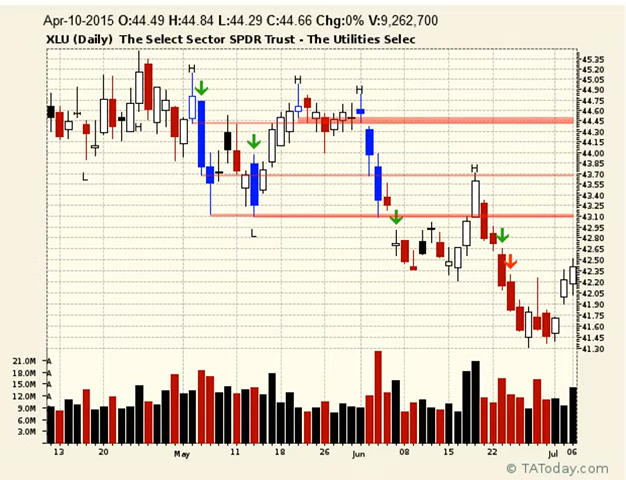 Apr-10-2015 O:44.49 H:44.84 L:44.29 C:44.66 Chg:0% V:9,262,700
XLU (Daily) The Select Sector SPDR Trust - The Utilities Selec
H
H
H
H
L
H
L
45.35
45.20
45.05
44.90
44.75
44.60
44.45
44.30
44.15
44.00
43.85
43.70
43.55
43.40
43.25
43.10
42.95
42.80
42.65
42.50
42.35
42.20
42.05
41.90
41.75
41.60
41.45
41.30
21.0M
18.0M
15.0M
12.0M
9.0M
6.0M
3.0M
13 20 May 11 18 26 Jun 08 15 22 Jul 06
© TAToday.com